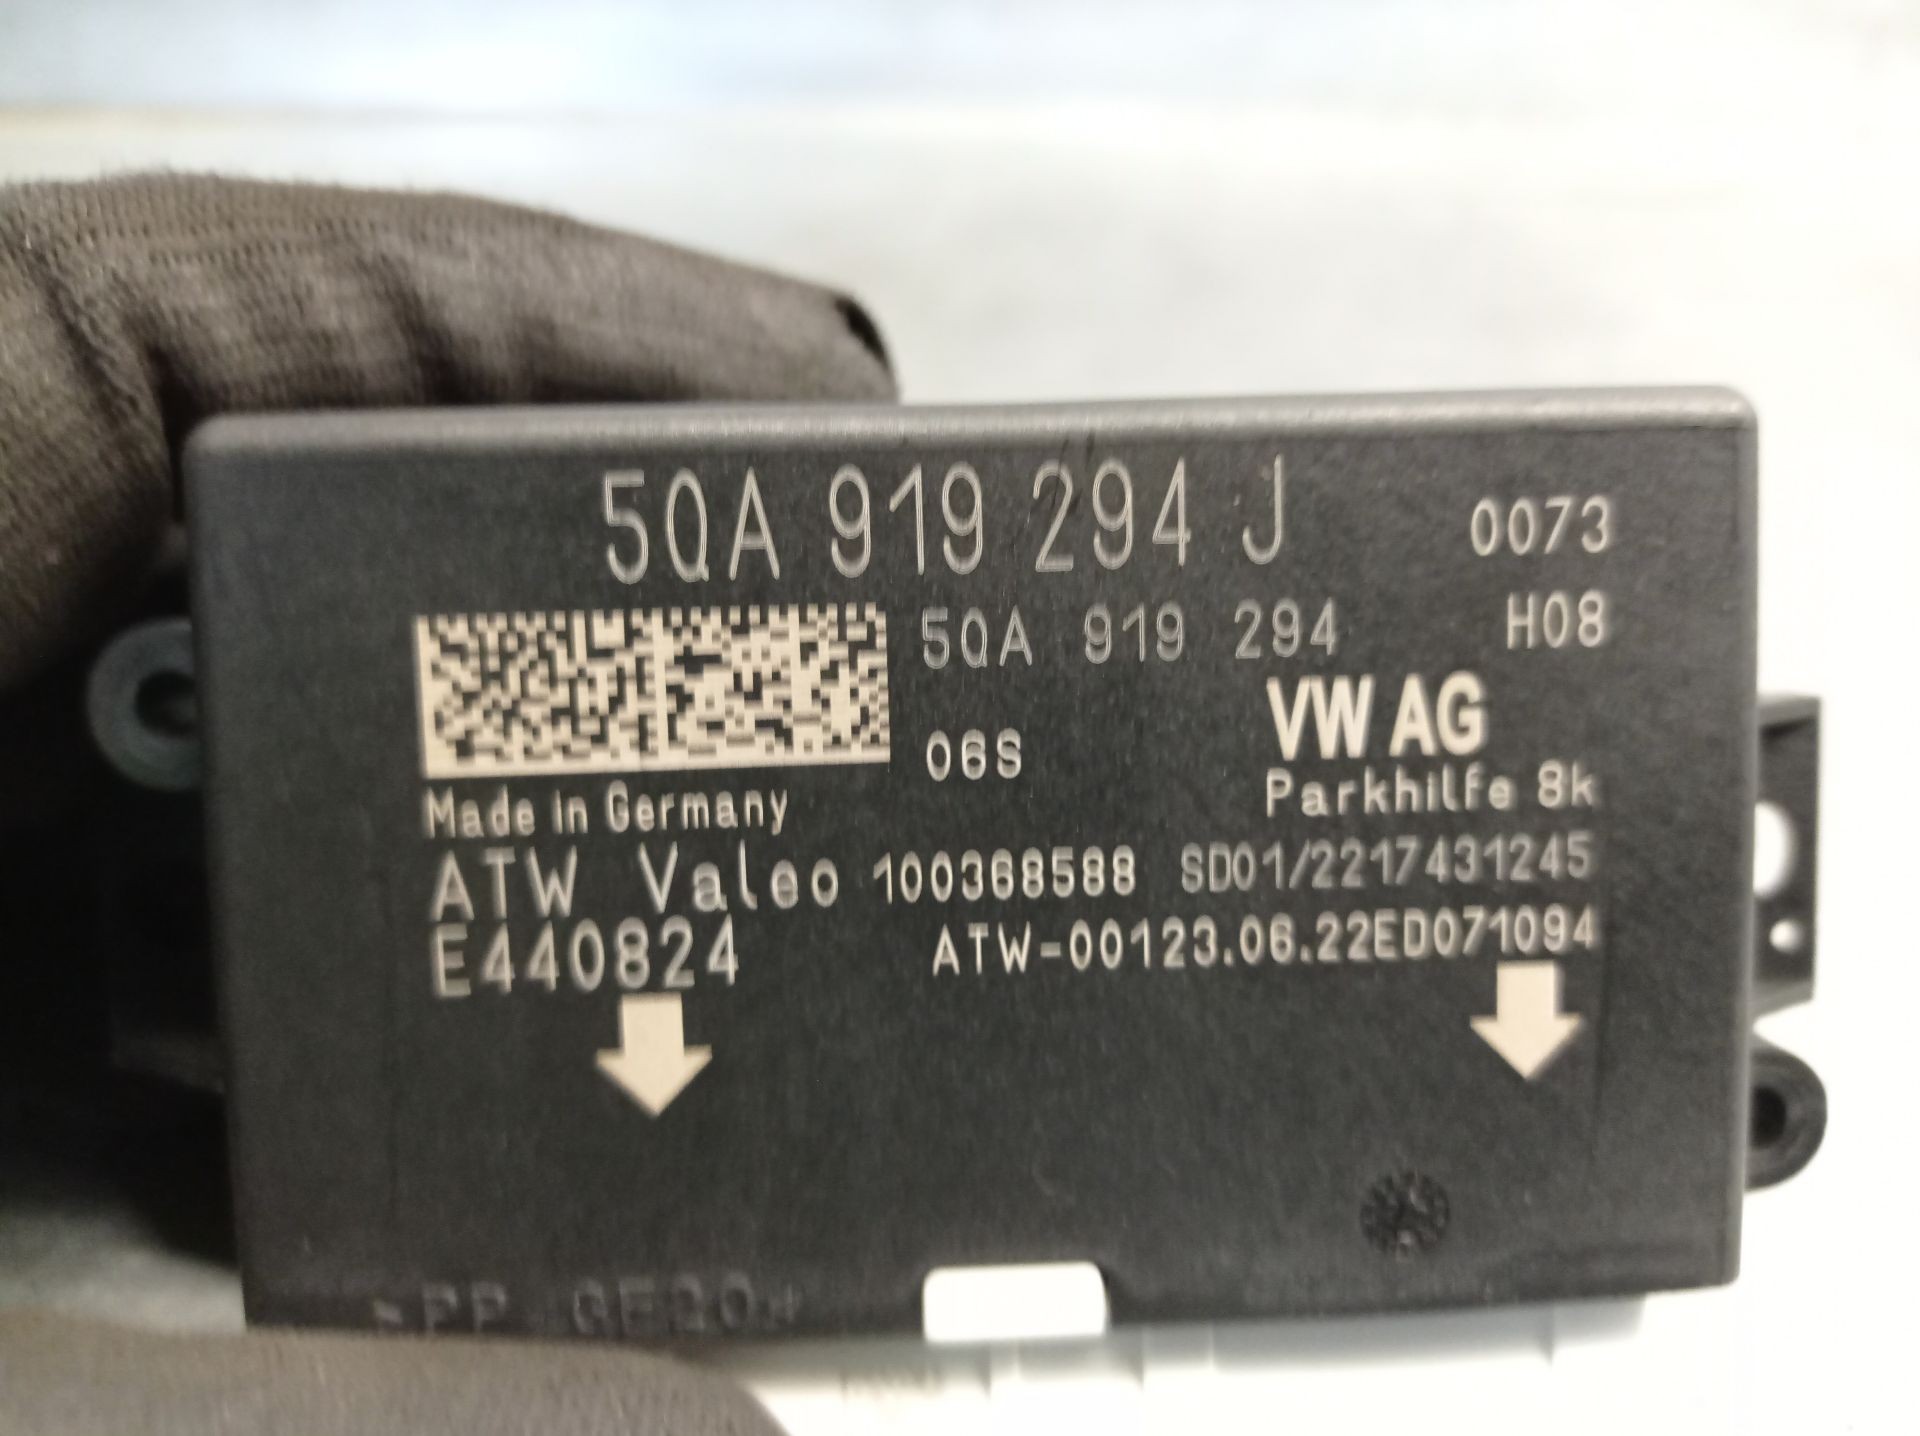 5QA 919 294 J 0073
5QA 919 294 H08
06S VW AG
Parkhilfe 8k
Made in Germany
ATW Valeo 100368588 SD01/2217431245
E440824 ATW-00123.06.22ED071094